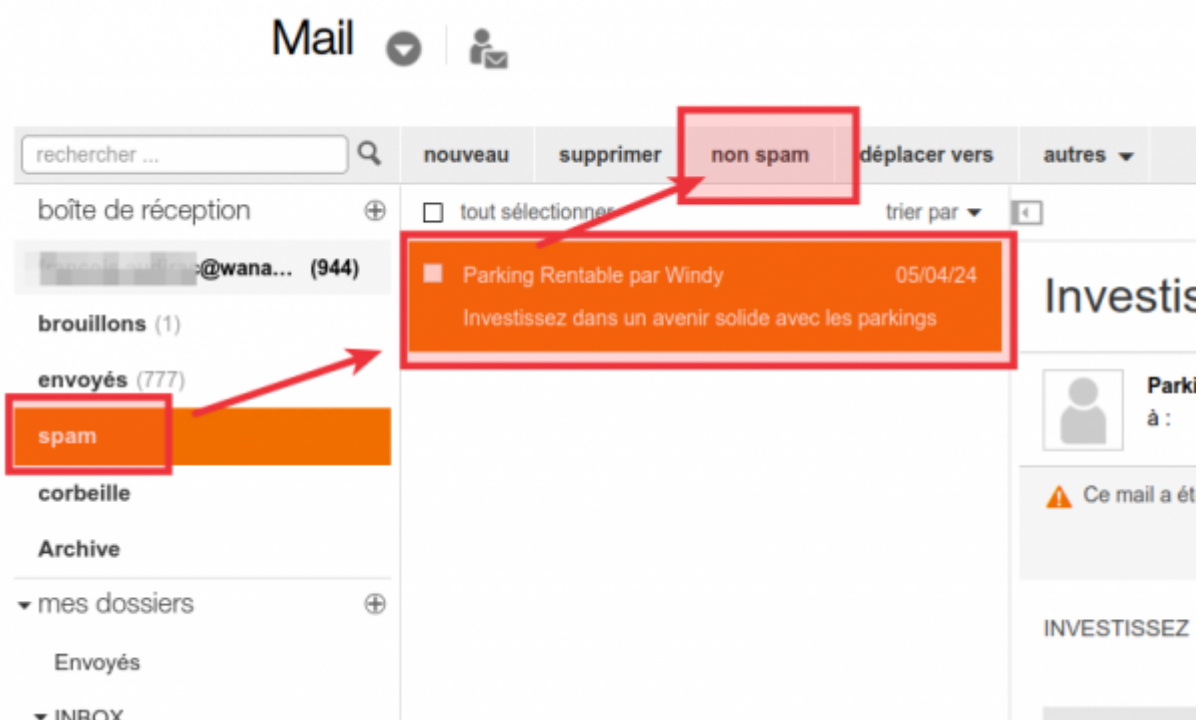 Mail
rechercher ...
nouveau
supprimer
non spam
déplacer vers
autres
boîte de réception
tout sélectionner
trier par
@wana... (944)
Parking Rentable par Windy
05/04/24
Investissez dans un avenir solide avec les parkings
brouillons (1)
envoyés (777)
spam
corbeille
Archive
mes dossiers
Envoyés
INBOX
Investis
Parki
à :
Ce mail a ét
INVESTISSEZ